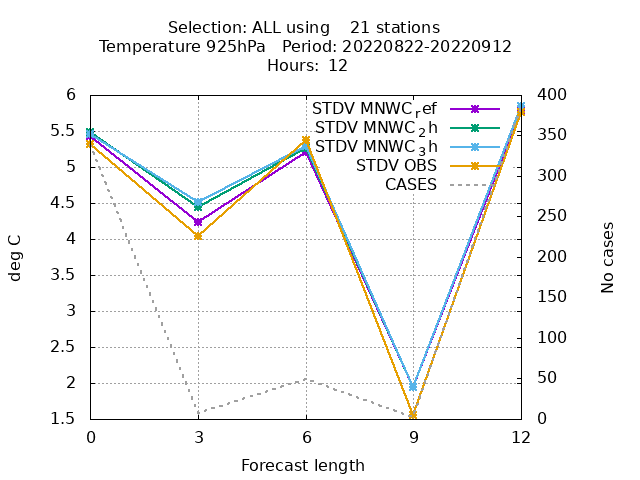 Selection: ALL using 21 stations
Temperature 925hPa Period: 20220822-20220912
Hours: 12
STDV MNWC_ref
STDV MNWC_2h
STDV MNWC_3h
STDV OBS
CASES
6
5.5
5
4.5
4
3.5
3
2.5
2
1.5
deg C
400
350
300
250
200
150
100
50
0
No cases
0 3 6 9 12
Forecast length